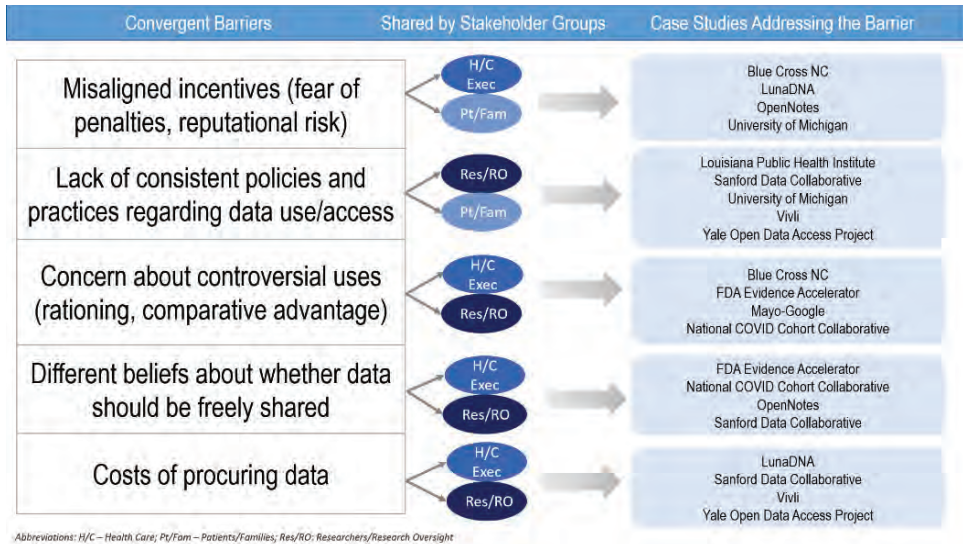 Convergent Barriers
Shared by Stakeholder Groups
Case Studies Addressing the Barrier
Misaligned incentives (fear of
penalties, reputational risk)
H/C
Exec
Pt/Fam
Blue Cross NC
LunaDNA
OpenNotes
University of Michigan
Lack of consistent policies and
practices regarding data use/access
Res/RO
Pt/Fam
Louisiana Public Health Institute
Sanford Data Collaborative
University of Michigan
Vivli
Yale Open Data Access Project
Concern about controversial uses
(rationing, comparative advantage)
H/C
Exec
Res/RO
Blue Cross NC
FDA Evidence Accelerator
Mayo-Google
National COVID Cohort Collaborative
Different beliefs about whether data
should be freely shared
H/C
Exec
Res/RO
FDA Evidence Accelerator
National COVID Cohort Collaborative
OpenNotes
Sanford Data Collaborative
Costs of procuring data
H/C
Exec
Res/RO
LunaDNA
Sanford Data Collaborative
Vivli
Yale Open Data Access Project
Abbreviations: H/C – Health Care; Pt/Fam – Patients/Families; Res/RO: Researchers/Research Oversight